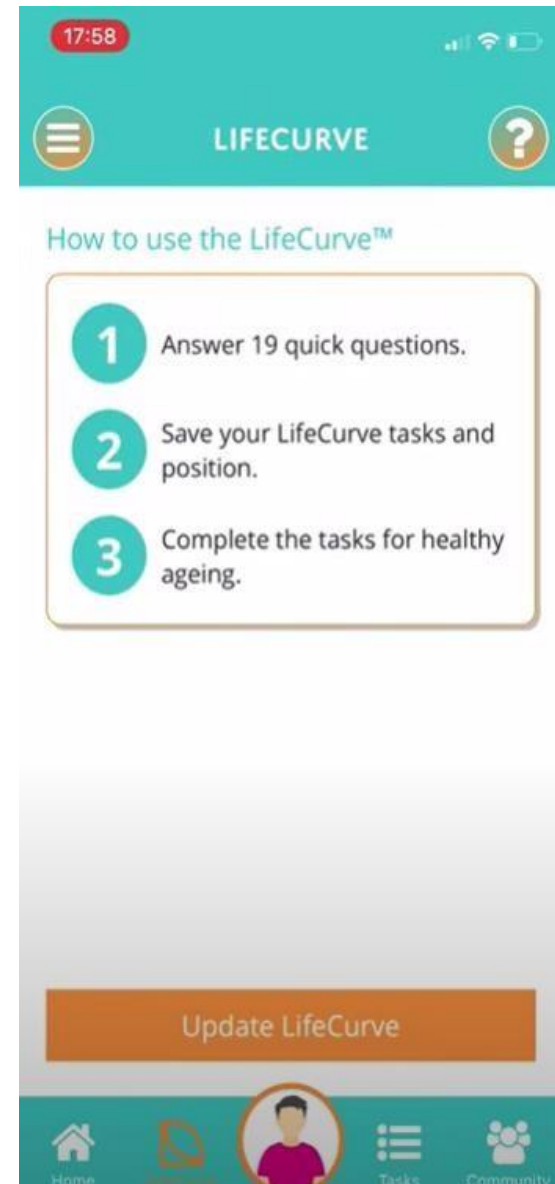 17:58
LIFECURVE
?
How to use the LifeCurve™
1 Answer 19 quick questions.
2 Save your LifeCurve tasks and
position.
3 Complete the tasks for healthy
ageing.
Update LifeCurve
Home
Tasks
Community